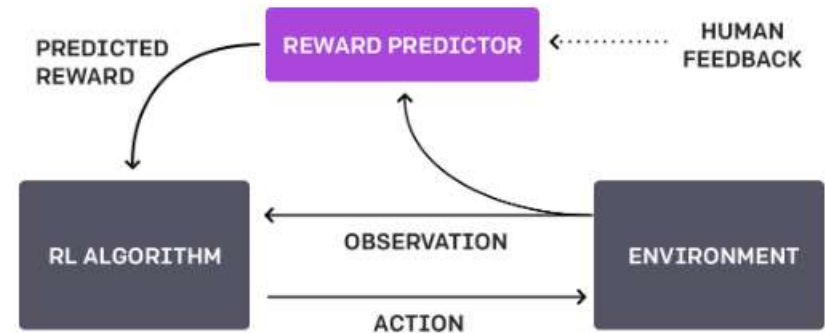 PREDICTED
REWARD
REWARD PREDICTOR
HUMAN
FEEDBACK
RL ALGORITHM
OBSERVATION
ENVIRONMENT
ACTION